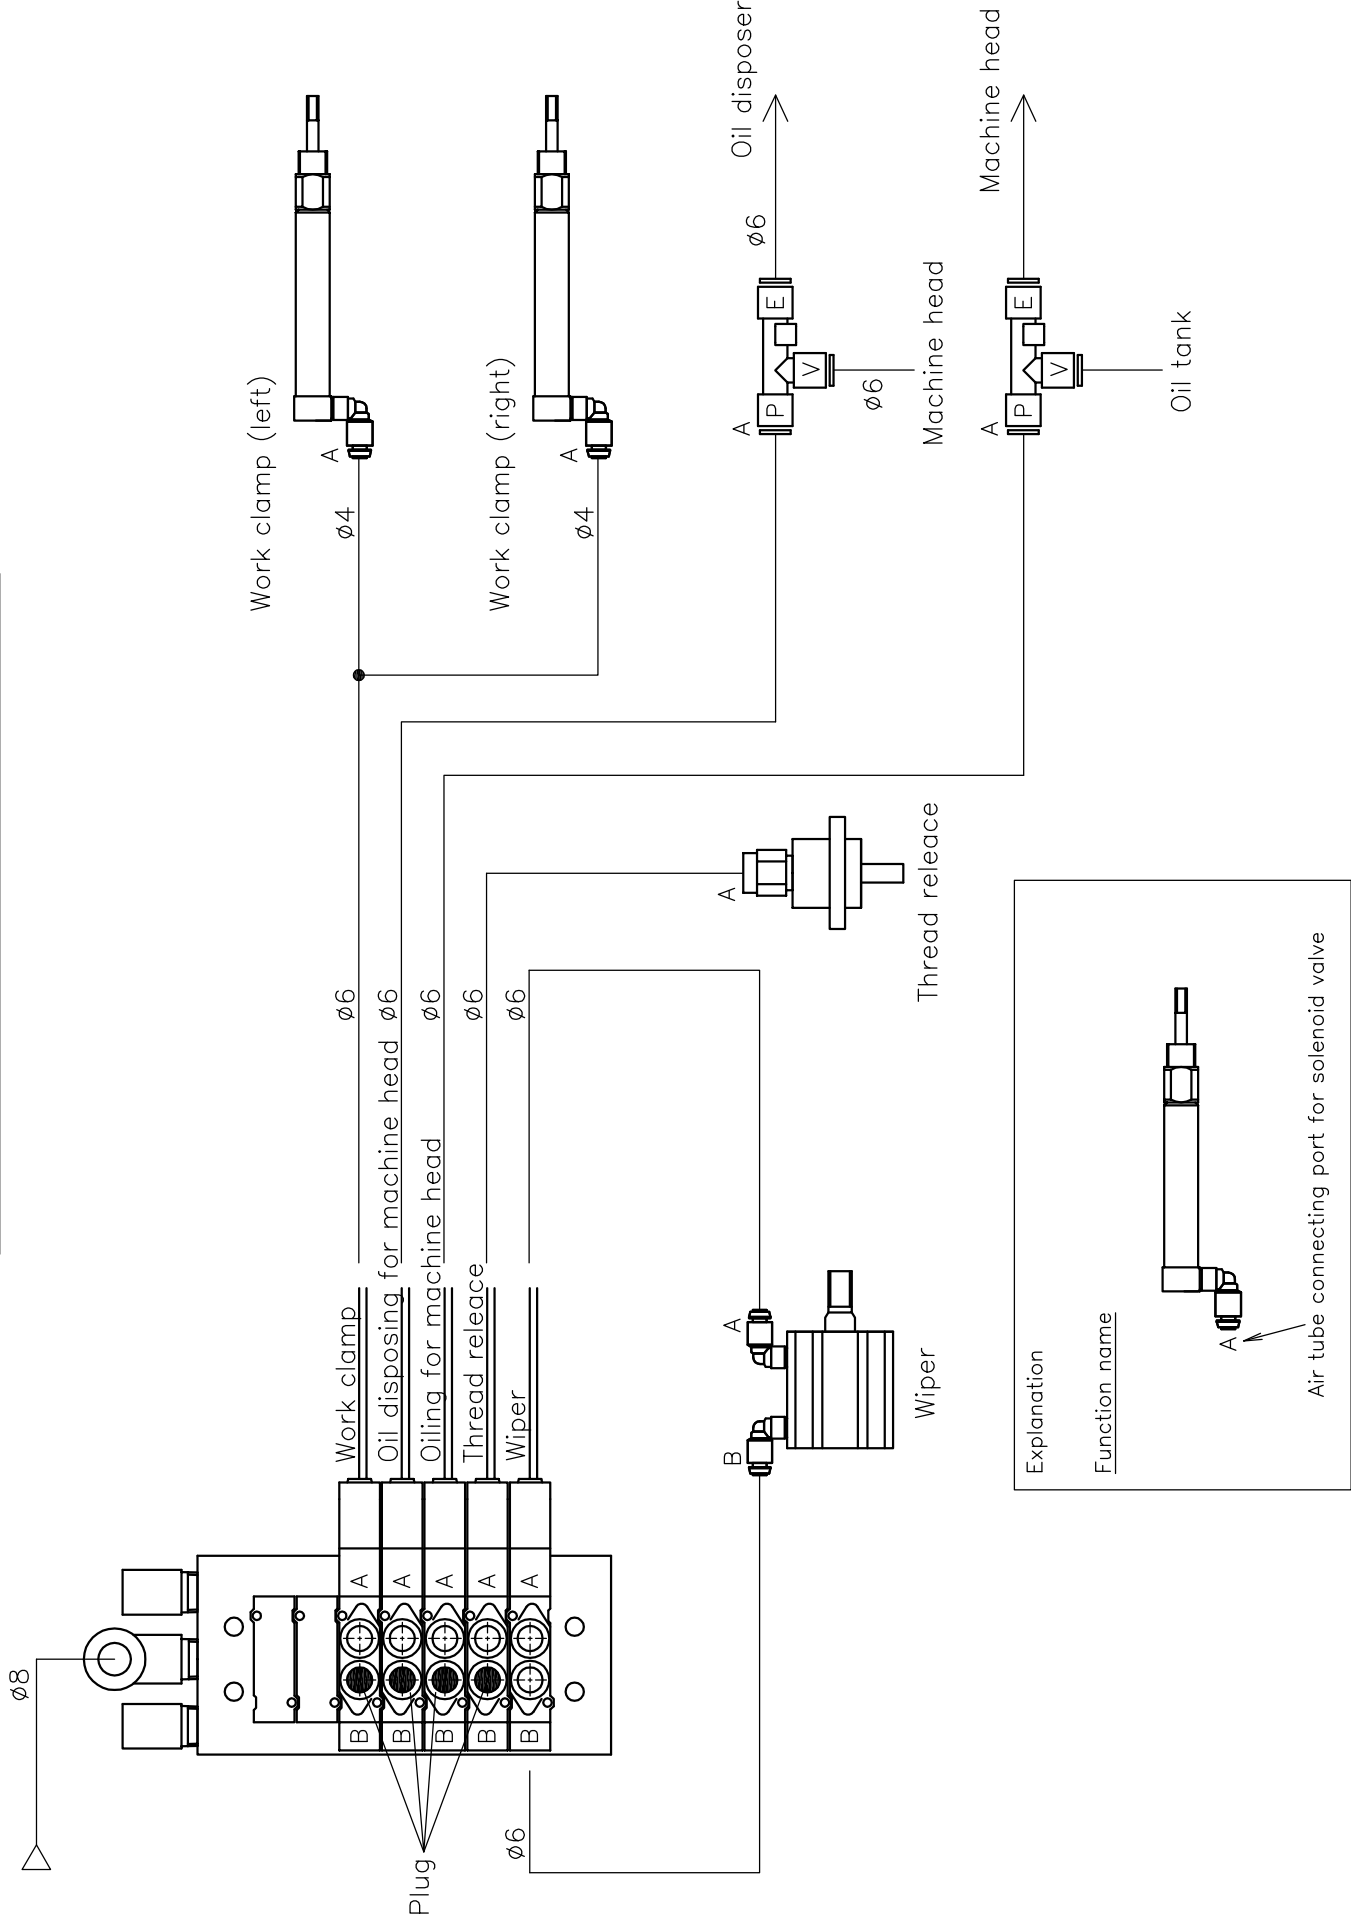 ø8
Plug
B
B
B
B
B
A
A
A
A
A
Work clamp
Oil disposing for machine head
Oiling for machine head
Thread releace
Wiper
ø6
ø6
ø6
ø6
ø6
ø6
Work clamp (left)
A
ø4
Work clamp (right)
A
ø4
Oil disposer
ø6
A
P
E
V
ø6
Machine head
Machine head
A
P
E
V
Oil tank
A
Thread releace
B
A
Wiper
Explanation
Function name
A
Air tube connecting port for solenoid valve